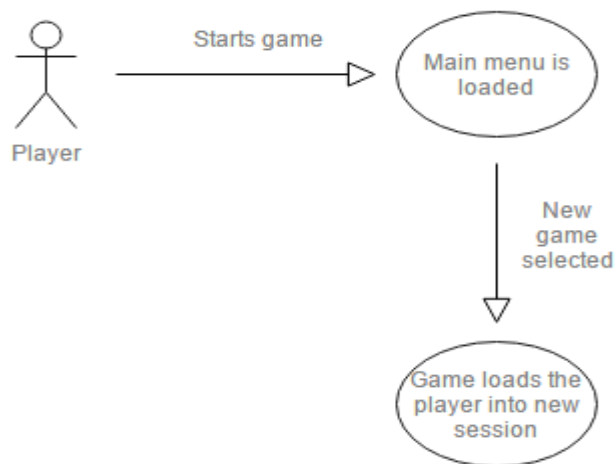 Starts game
Main menu is
loaded
Player
New
game
selected
Game loads the
player into new
session